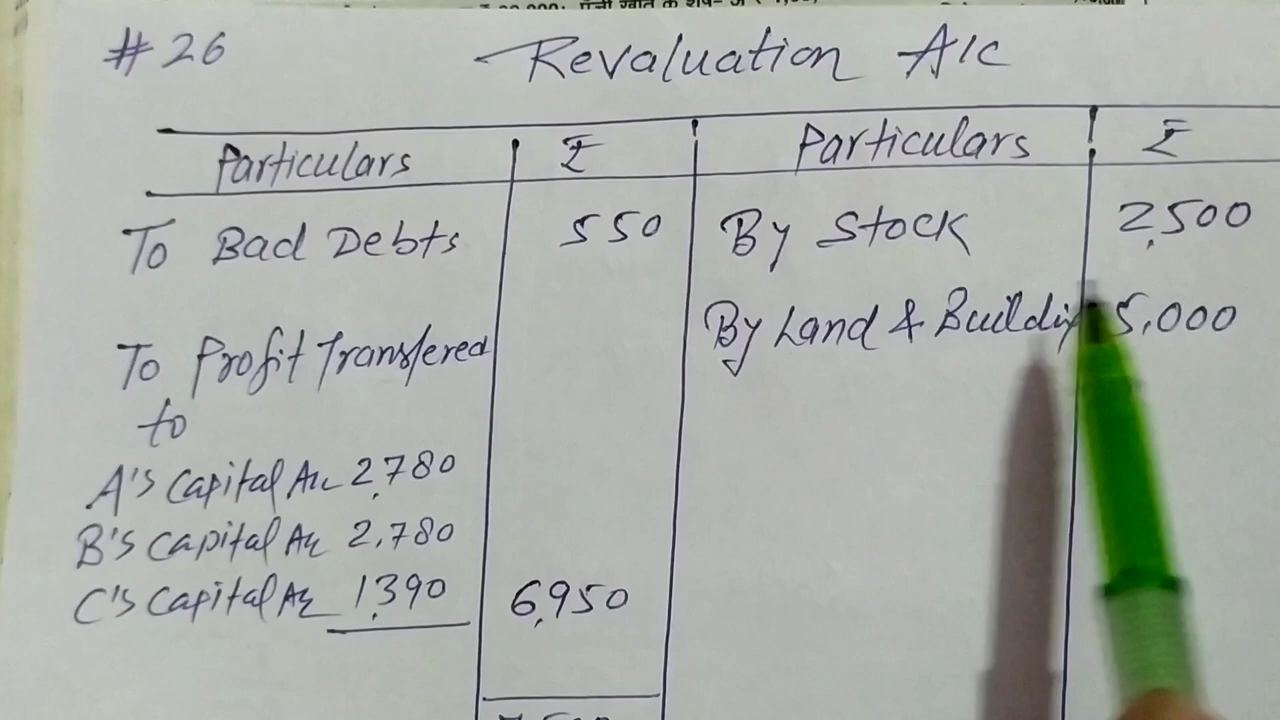 # 26 Revaluation A/c
Particulars ₹ Particulars ₹
To Bad Debts 550 By Stock 2,500
By Land & Buildin 5,000
To Profit Transfered
to
A's Capital A/c 2,780
B's Capital A/c 2,780
C's Capital A/c 1,390 6,950